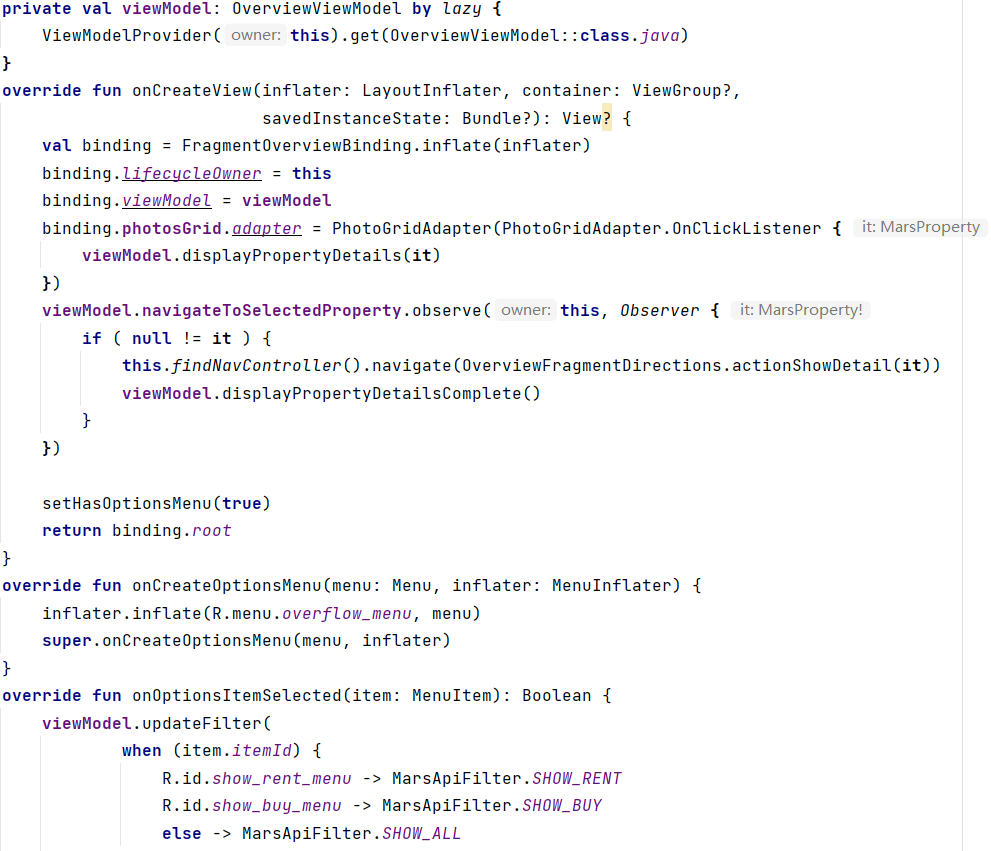 private val viewModel: OverviewViewModel by lazy {
    ViewModelProvider( owner: this).get(OverviewViewModel::class.java)
}
override fun onCreateView(inflater: LayoutInflater, container: ViewGroup?,
                          savedInstanceState: Bundle?): View? {
    val binding = FragmentOverviewBinding.inflate(inflater)
    binding.lifecycleOwner = this
    binding.viewModel = viewModel
    binding.photosGrid.adapter = PhotoGridAdapter(PhotoGridAdapter.OnClickListener { it: MarsProperty
        viewModel.displayPropertyDetails(it)
    })
    viewModel.navigateToSelectedProperty.observe( owner: this, Observer { it: MarsProperty!
        if ( null != it ) {
            this.findNavController().navigate(OverviewFragmentDirections.actionShowDetail(it))
            viewModel.displayPropertyDetailsComplete()
        }
    })

    setHasOptionsMenu(true)
    return binding.root
}
override fun onCreateOptionsMenu(menu: Menu, inflater: MenuInflater) {
    inflater.inflate(R.menu.overflow_menu, menu)
    super.onCreateOptionsMenu(menu, inflater)
}
override fun onOptionsItemSelected(item: MenuItem): Boolean {
    viewModel.updateFilter(
            when (item.itemId) {
                R.id.show_rent_menu -> MarsApiFilter.SHOW_RENT
                R.id.show_buy_menu -> MarsApiFilter.SHOW_BUY
                else -> MarsApiFilter.SHOW_ALL